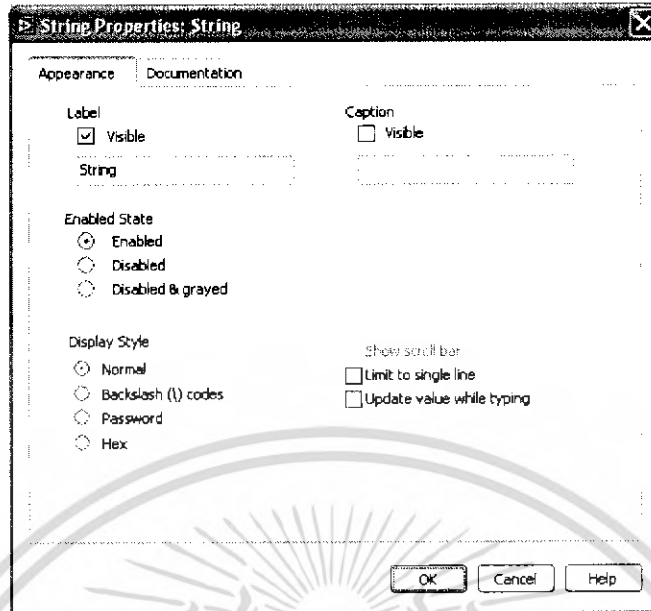 String Properties: String
Appearance Documentation
Label
Visible
String
Caption
Visible
Enabled State
Enabled
Disabled
Disabled & grayed
Display Style
Normal
Backslash (\) codes
Password
Hex
Show scroll bar
Limit to single line
Update value while typing
OK Cancel Help